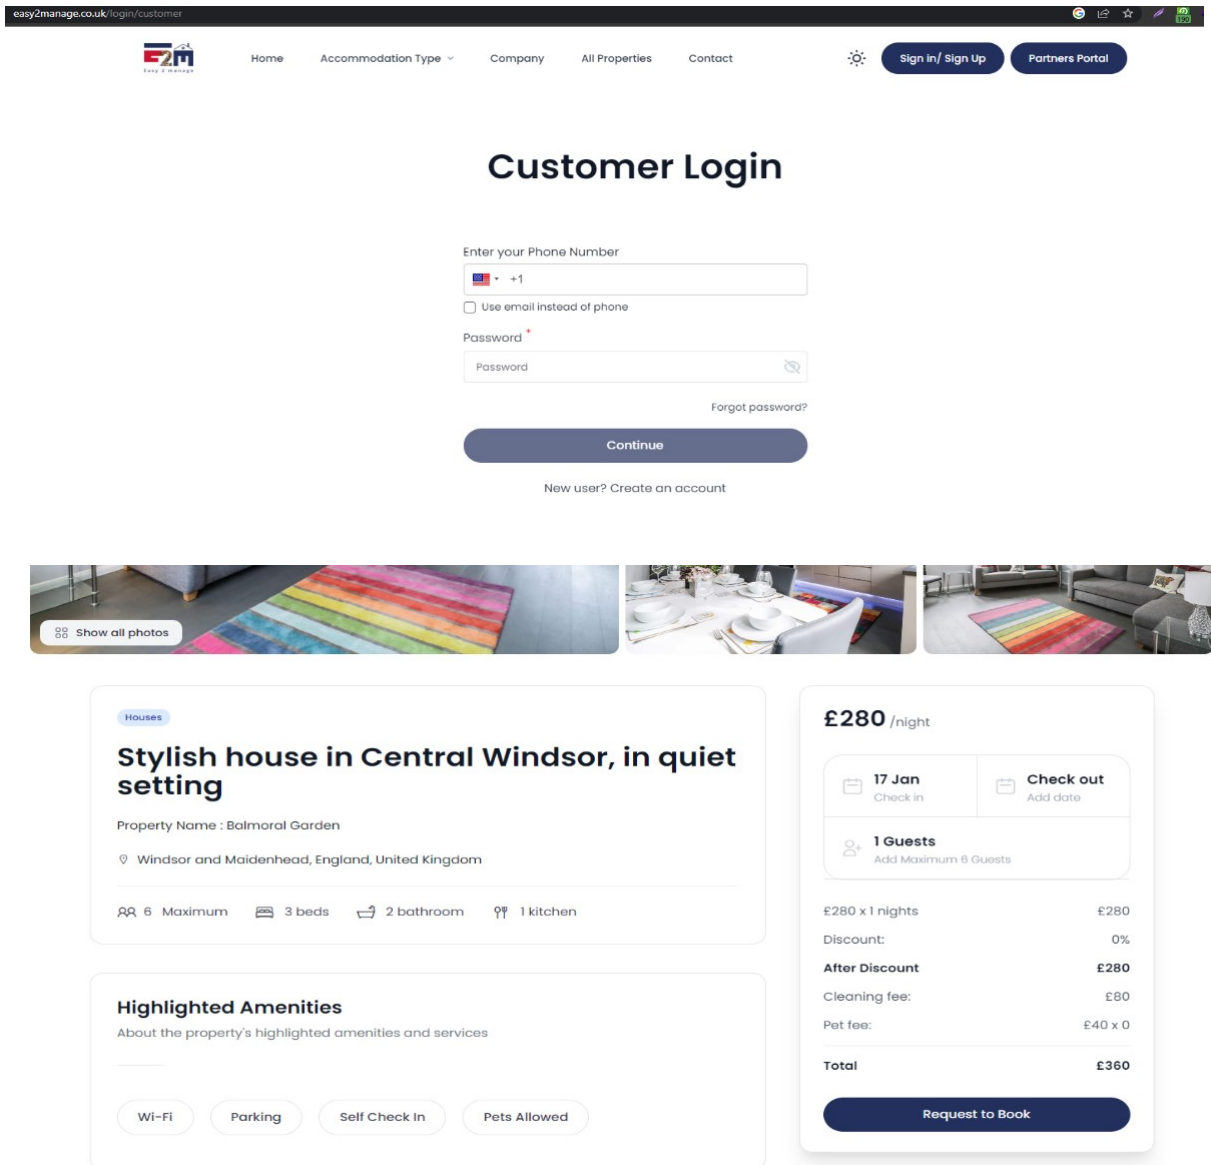 easy2manage.co.uk/login/customer
190
E2M
Easy 2 manage
Home
Accommodation Type
Company
All Properties
Contact
Sign in/ Sign Up
Partners Portal
Customer Login
Enter your Phone Number
+1
Use email instead of phone
Password *
Password
Forgot password?
Continue
New user? Create an account
Show all photos
Houses
Stylish house in Central Windsor, in quiet
setting
Property Name : Balmoral Garden
Windsor and Maidenhead, England, United Kingdom
6 Maximum
3 beds
2 bathroom
1 kitchen
Highlighted Amenities
About the property's highlighted amenities and services
Wi-Fi
Parking
Self Check In
Pets Allowed
£280 /night
17 Jan
Check in
Check out
Add date
1 Guests
Add Maximum 6 Guests
£280 x 1 nights £280
Discount: 0%
After Discount £280
Cleaning fee: £80
Pet fee: £40 x 0
Total £360
Request to Book